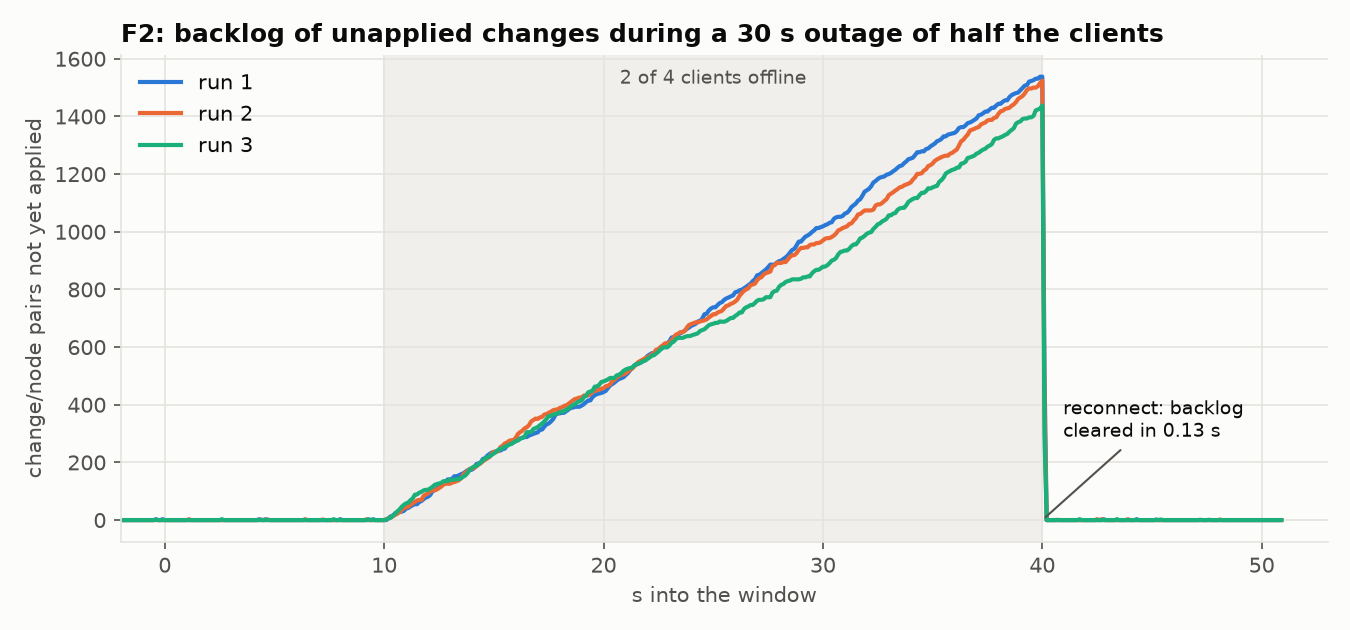 F2: backlog of unapplied changes during a 30 s outage of half the clients
change/node pairs not yet applied
1600
1400
1200
1000
800
600
400
200
0
run 1
run 2
run 3
2 of 4 clients offline
reconnect: backlog
cleared in 0.13 s
0
10
20
30
40
50
s into the window